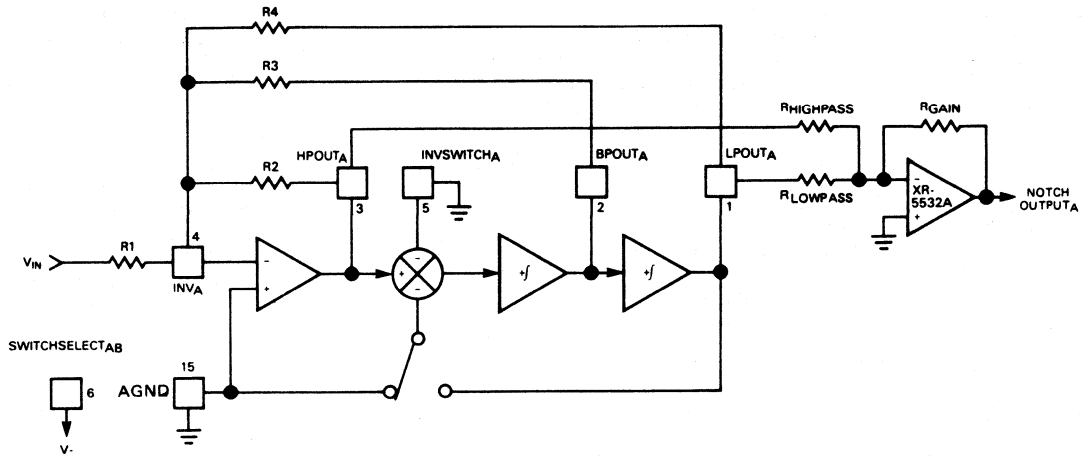 R4
R3
RHIGHPASS
RGAIN
HPOUTA
INVSWITCHA
BPOUTA
LPOUTA
R2
3
5
2
1
RLOWPASS
-
XR-
5532A
+
NOTCH
OUTPUTA
VIN
R1
4
INVA
-
+
+
-
-
+∫
+∫
SWITCHSELECTAB
6
V-
AGND
15